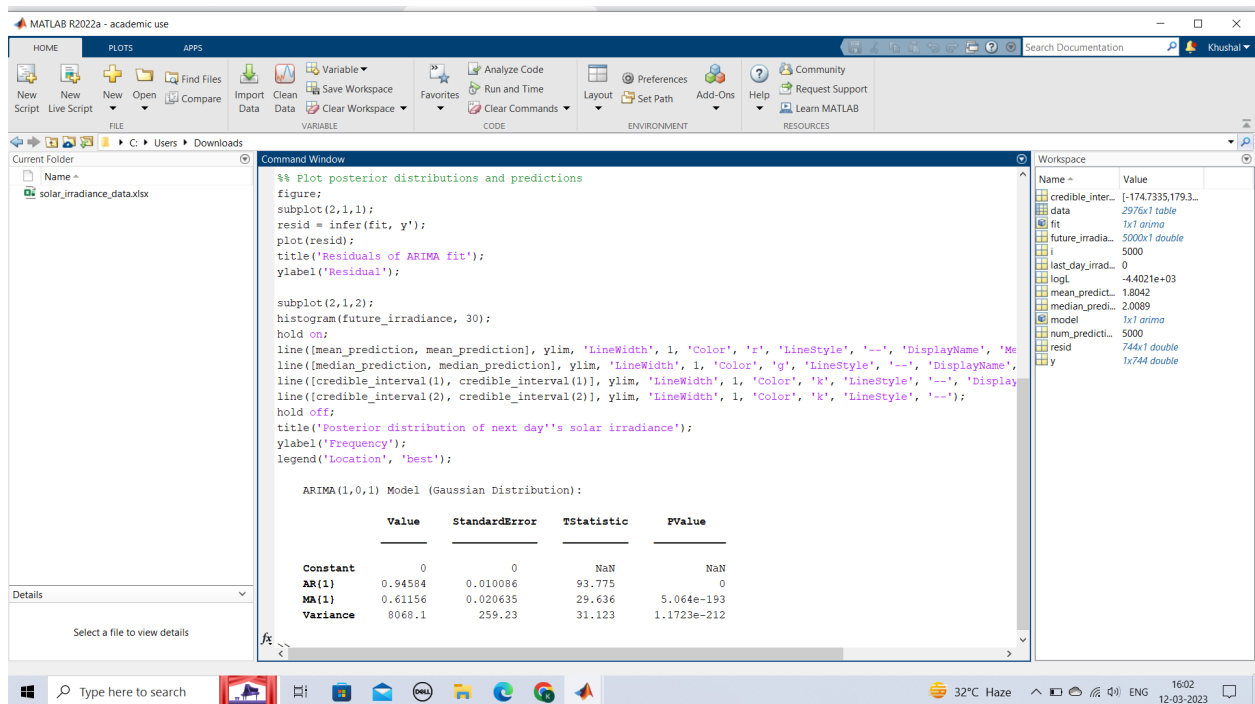 MATLAB R2022a - academic use
HOME PLOTS APPS
Search Documentation
Khushal
New Script
New Live Script
New
Open
Find Files
Compare
FILE
Import Data
Clean Data
Variable
Save Workspace
Clear Workspace
VARIABLE
Favorites
Analyze Code
Run and Time
Clear Commands
CODE
Layout
Preferences
Set Path
Add-Ons
ENVIRONMENT
Help
Community
Request Support
Learn MATLAB
RESOURCES
C: Users Downloads
Current Folder
Name
solar_irradiance_data.xlsx
Details
Select a file to view details
Command Window
%% Plot posterior distributions and predictions
figure;
subplot(2,1,1);
resid = infer(fit, y');
plot(resid);
title('Residuals of ARIMA fit');
ylabel('Residual');
subplot(2,1,2);
histogram(future_irradiance, 30);
hold on;
line([mean_prediction, mean_prediction], ylim, 'LineWidth', 1, 'Color', 'r', 'LineStyle', '--', 'DisplayName', 'Me
line([median_prediction, median_prediction], ylim, 'LineWidth', 1, 'Color', 'g', 'LineStyle', '--', 'DisplayName',
line([credible_interval(1), credible_interval(1)], ylim, 'LineWidth', 1, 'Color', 'k', 'LineStyle', '--', 'Display
line([credible_interval(2), credible_interval(2)], ylim, 'LineWidth', 1, 'Color', 'k', 'LineStyle', '--');
hold off;
title('Posterior distribution of next day''s solar irradiance');
ylabel('Frequency');
legend('Location', 'best');
ARIMA(1,0,1) Model (Gaussian Distribution):
Value StandardError TStatistic PValue
Constant 0 0 NaN NaN
AR{1} 0.94584 0.010086 93.775 0
MA{1} 0.61156 0.020635 29.636 5.064e-193
Variance 8068.1 259.23 31.123 1.1723e-212
fx >>
Workspace
Name Value
credible_inter... [-174.7335,179.3...
data 2976x1 table
fit 1x1 arima
future_irradia... 5000x1 double
i 5000
last_day_irrad... 0
logL -4.4021e+03
mean_predict... 1.8042
median_predi... 2.0089
model 1x1 arima
num_predicti... 5000
resid 744x1 double
y 1x744 double
Type here to search
DELL
32°C Haze
ENG
16:02
12-03-2023